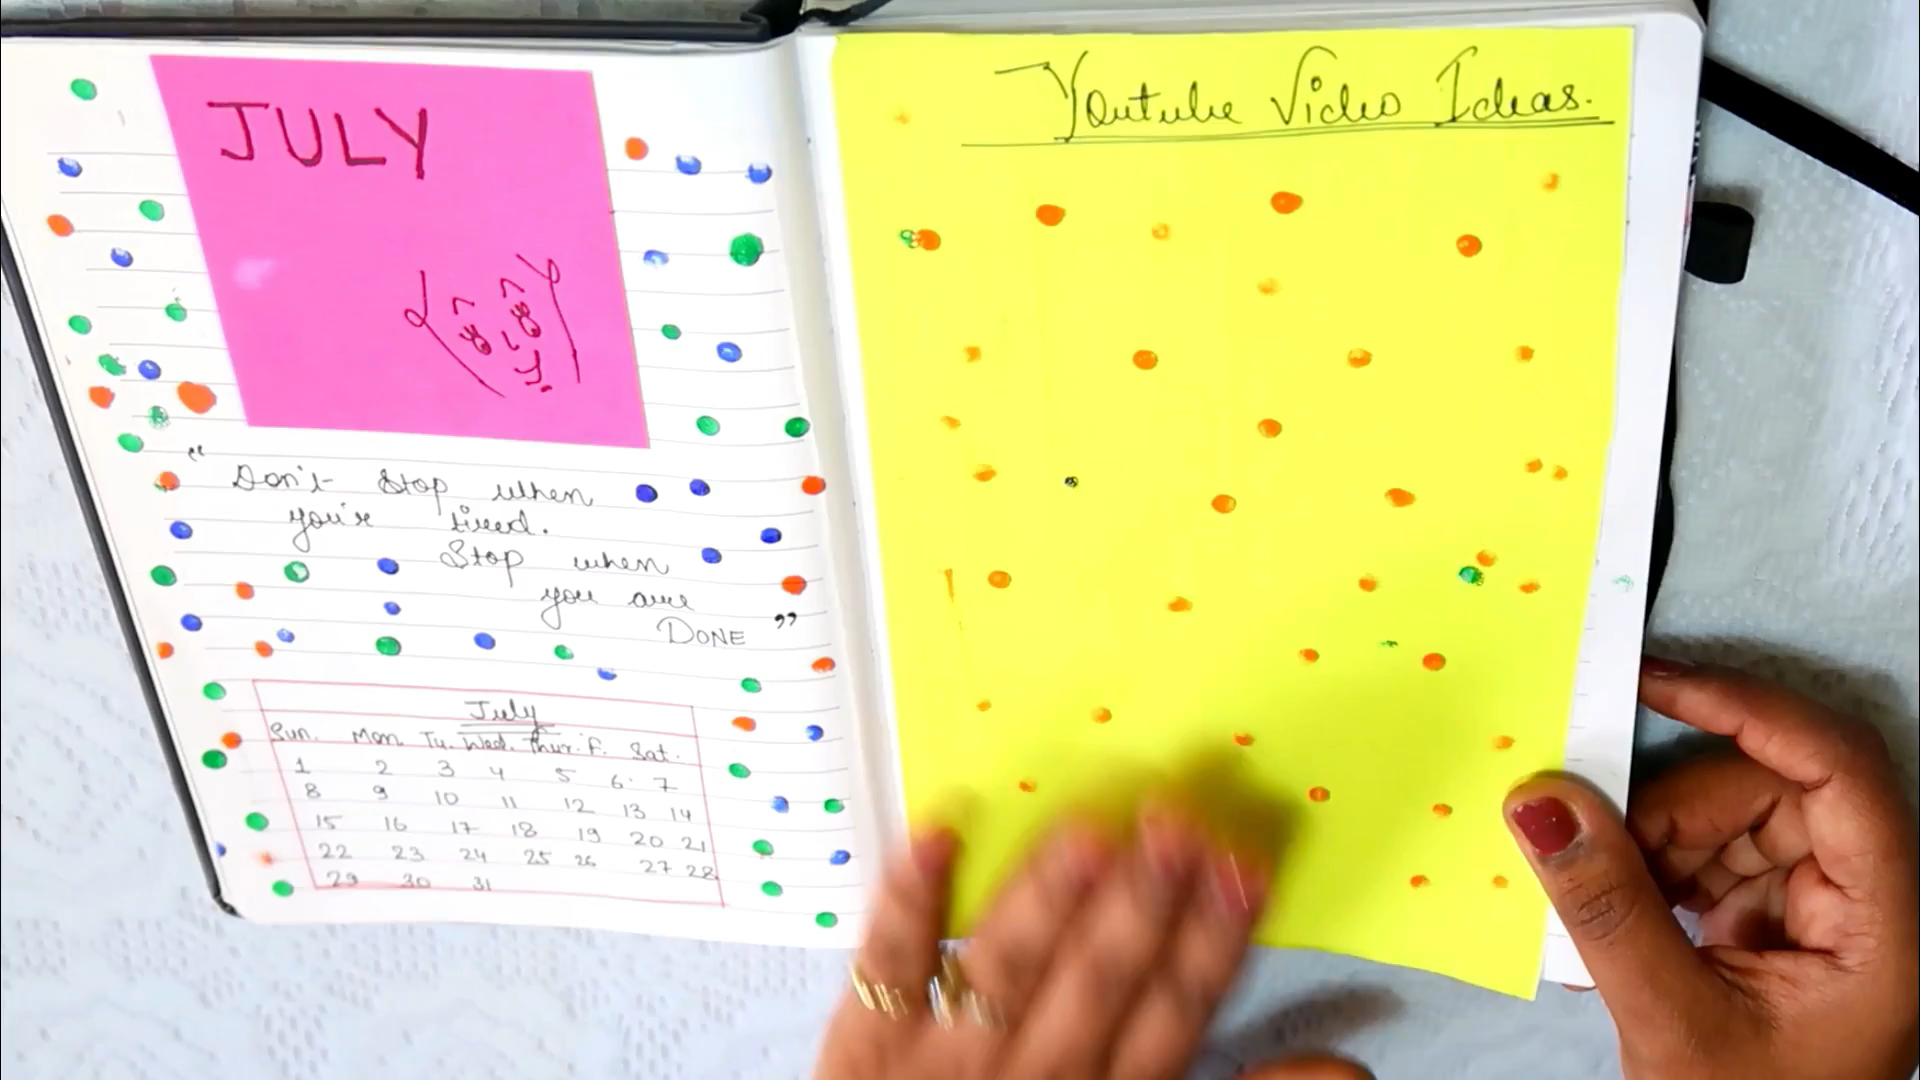 JULY
“ Don't stop when
you're tired.
Stop when
you are
DONE ”
July
Sun. Mon. Tu. Wed. Thur. F. Sat.
1 2 3 4 5 6 7
8 9 10 11 12 13 14
15 16 17 18 19 20 21
22 23 24 25 26 27 28
29 30 31
Youtube Video Ideas.